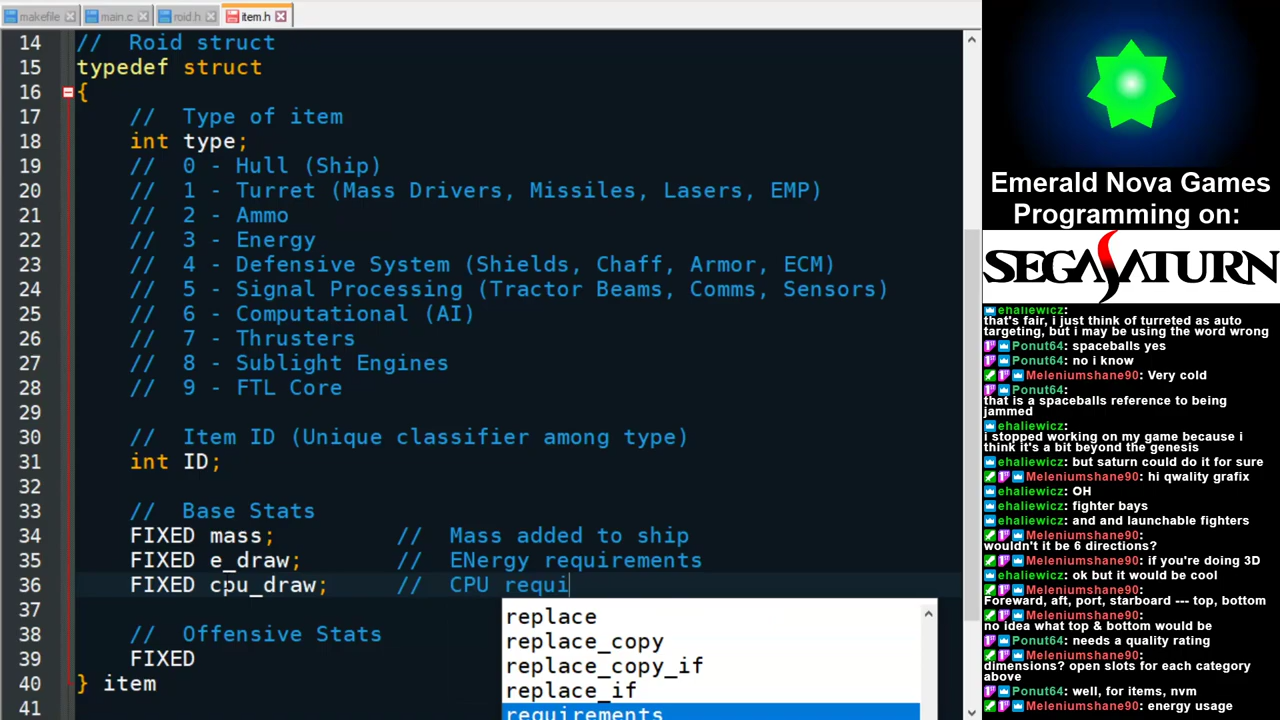 makefile main.c roid.h item.h
14 // Roid struct
15 typedef struct
16 {
17 // Type of item
18 int type;
19 // 0 - Hull (Ship)
20 // 1 - Turret (Mass Drivers, Missiles, Lasers, EMP)
21 // 2 - Ammo
22 // 3 - Energy
23 // 4 - Defensive System (Shields, Chaff, Armor, ECM)
24 // 5 - Signal Processing (Tractor Beams, Comms, Sensors)
25 // 6 - Computational (AI)
26 // 7 - Thrusters
27 // 8 - Sublight Engines
28 // 9 - FTL Core
29
30 // Item ID (Unique classifier among type)
31 int ID;
32
33 // Base Stats
34 FIXED mass; // Mass added to ship
35 FIXED e_draw; // ENergy requirements
36 FIXED cpu_draw; // CPU requi
37
38 // Offensive Stats
39 FIXED
40 } item
41
replace
replace_copy
replace_copy_if
replace_if
requirements
Emerald Nova Games
Programming on:
SEGA SATURN
ehaliewicz:
that's fair, i just think of turreted as auto
targeting, but i may be using the word wrong
Ponut64: spaceballs yes
Ponut64: no i know
Meleniumshane90: Very cold
Ponut64:
that is a spaceballs reference to being
jammed
ehaliewicz:
i stopped working on my game because i
think it's a bit beyond the genesis
ehaliewicz: but saturn could do it for sure
Meleniumshane90: hi qwality grafix
ehaliewicz: OH
ehaliewicz: fighter bays
ehaliewicz: and and launchable fighters
Meleniumshane90:
wouldn't it be 6 directions?
Meleniumshane90: if you're doing 3D
ehaliewicz: ok but it would be cool
Meleniumshane90:
Foreward, aft, port, starboard --- top, bottom
Meleniumshane90:
no idea what top & bottom would be
Ponut64: needs a quality rating
Meleniumshane90:
dimensions? open slots for each category
above
Ponut64: well, for items, nvm
Meleniumshane90: energy usage